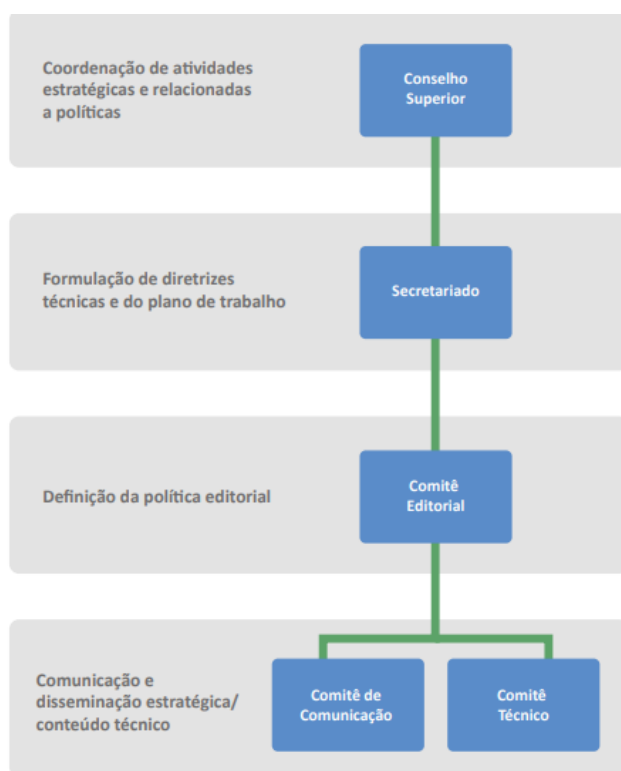 Coordenação de atividades
estratégicas e relacionadas
a políticas
Conselho
Superior
Formulação de diretrizes
técnicas e do plano de trabalho
Secretariado
Definição da política editorial
Comitê
Editorial
Comunicação e
disseminação estratégica/
conteúdo técnico
Comitê de
Comunicação
Comitê
Técnico